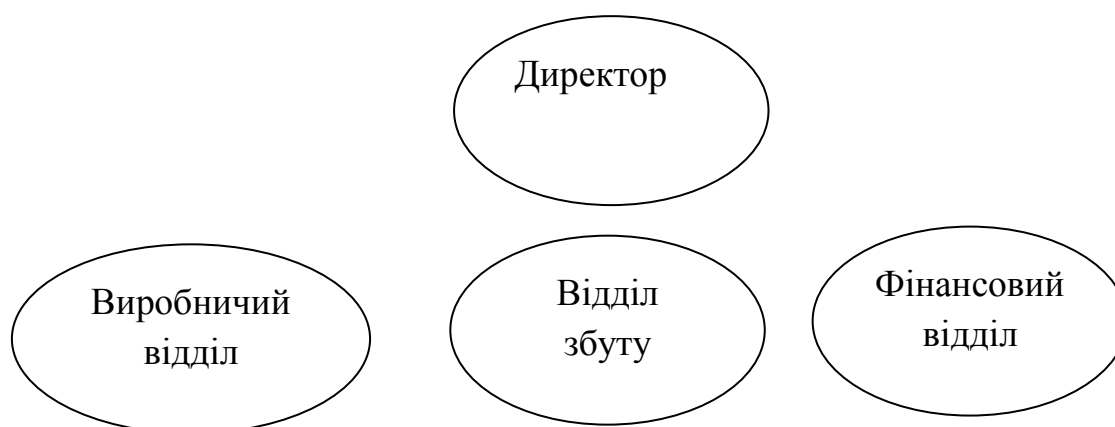 Директор
Виробничий
відділ
Відділ
збуту
Фінансовий
відділ